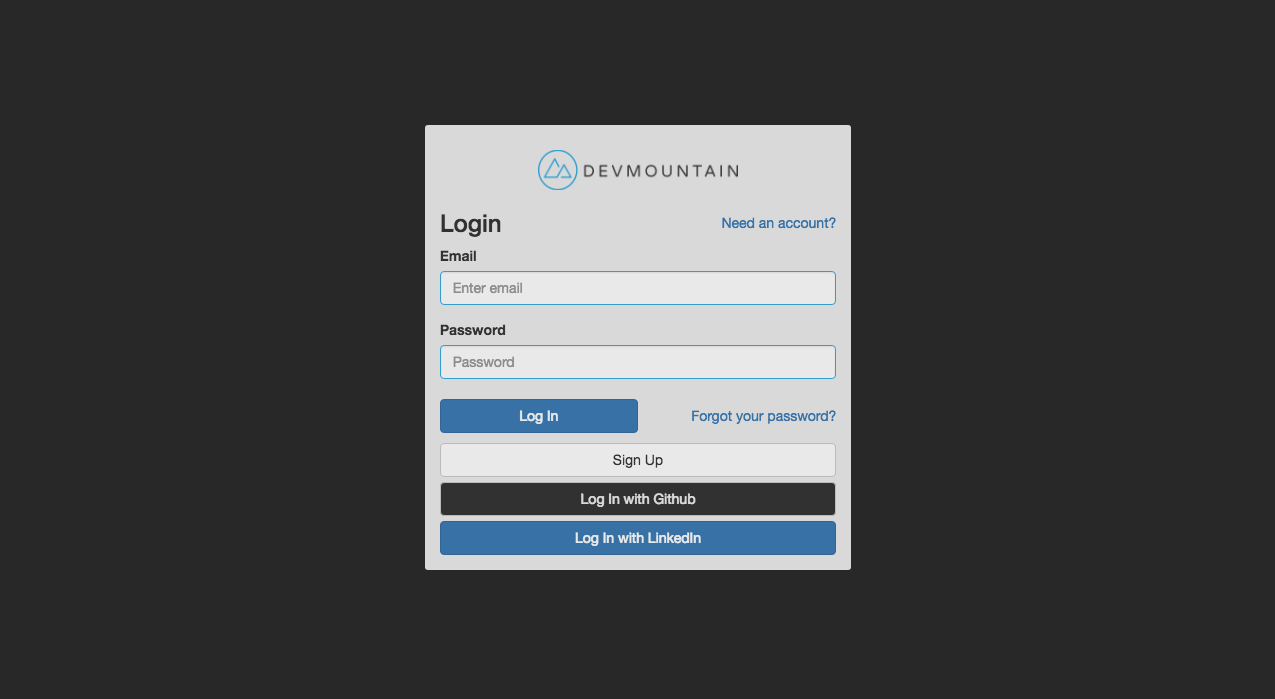 DEVMOUNTAIN
Login
Need an account?
Email
Enter email
Password
Password
Log In
Forgot your password?
Sign Up
Log In with Github
Log In with LinkedIn